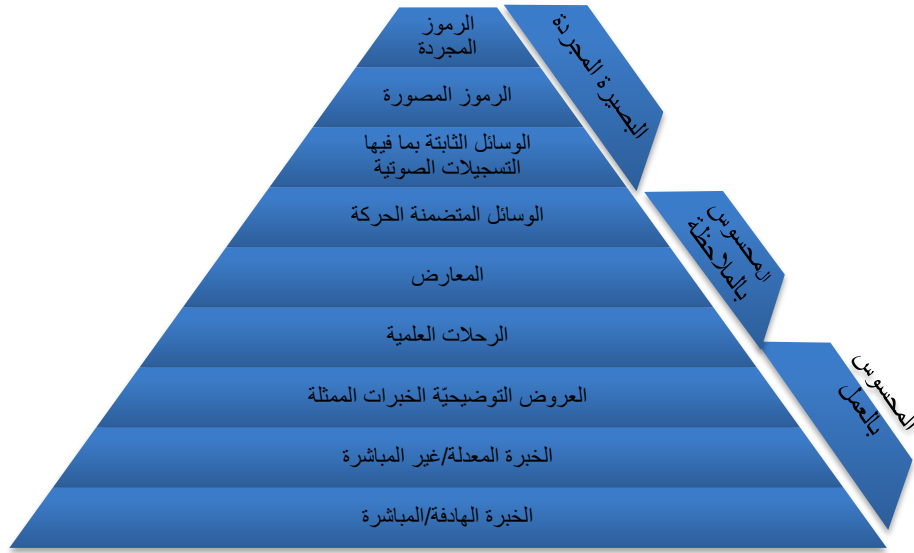 الرموز
المجردة
الرموز المصورة
الوسائل الثابتة بما فيها
التسجيلات الصوتية
الوسائل المتضمنة الحركة
المعارض
الرحلات العلمية
العروض التوضيحيّة الخبرات الممثلة
الخبرة المعدلة/غير المباشرة
الخبرة الهادفة/المباشرة
البصيرة المجردة
المحسوس
بالملاحظة
المحسوس
بالعمل